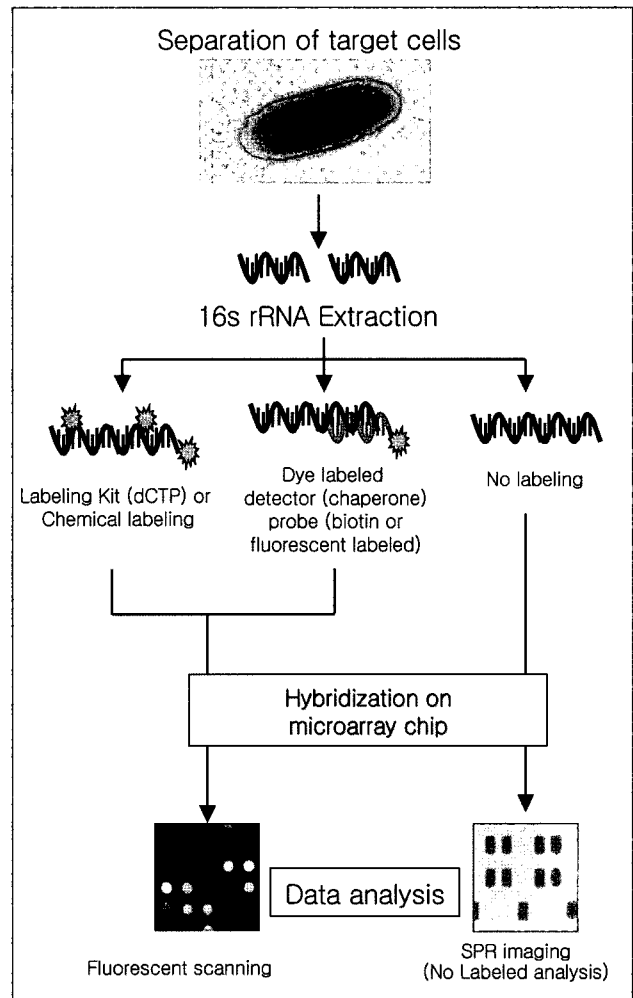 Separation of target cells
16s rRNA Extraction
Labeling Kit (dCTP) or
Chemical labeling
Dye labeled
detector (chaperone)
probe (biotin or
fluorescent labeled)
No labeling
Hybridization on
microarray chip
Data analysis
Fluorescent scanning
SPR imaging
(No Labeled analysis)